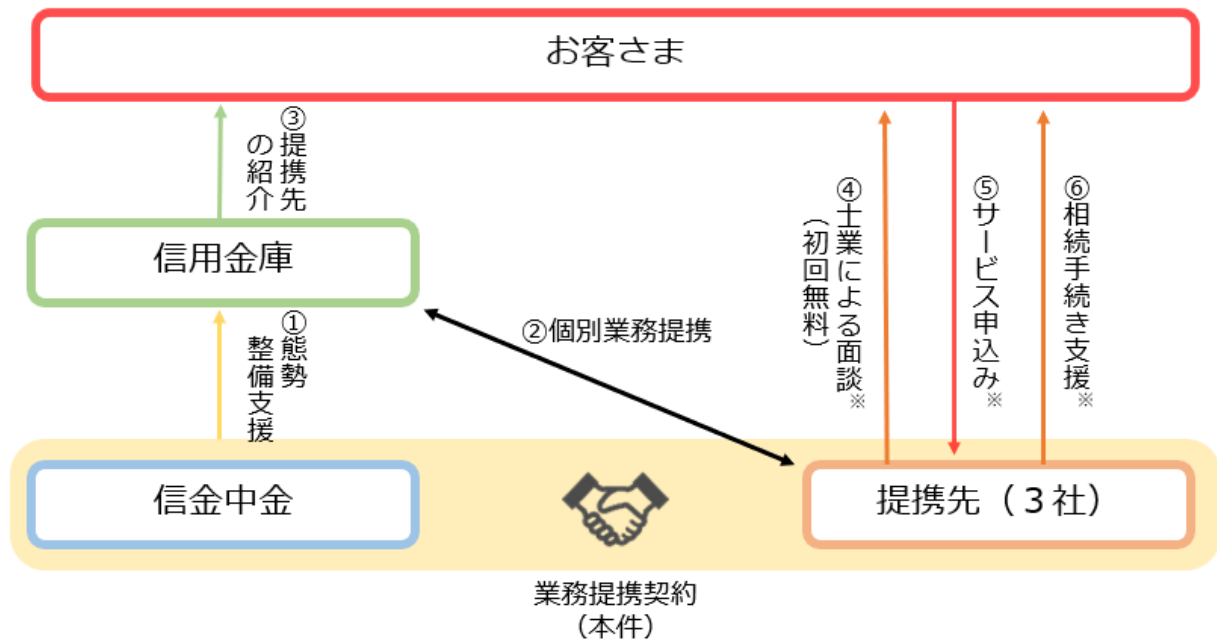 お客さま
③提携先
の紹介
④士業による面談※
（初回無料）
⑤サービス申込み※
⑥相続手続き支援※
信用金庫
②個別業務提携
①態勢
整備支援
信金中金
提携先（３社）
業務提携契約
（本件）